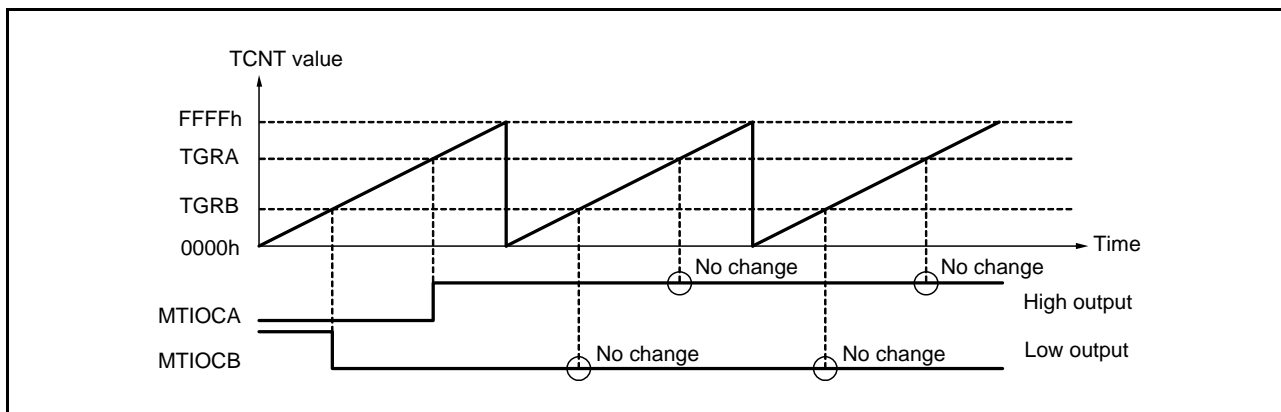 TCNT value
FFFFh
TGRA
TGRB
0000h
Time
No change
No change
High output
MTIOCA
No change
No change
Low output
MTIOCB